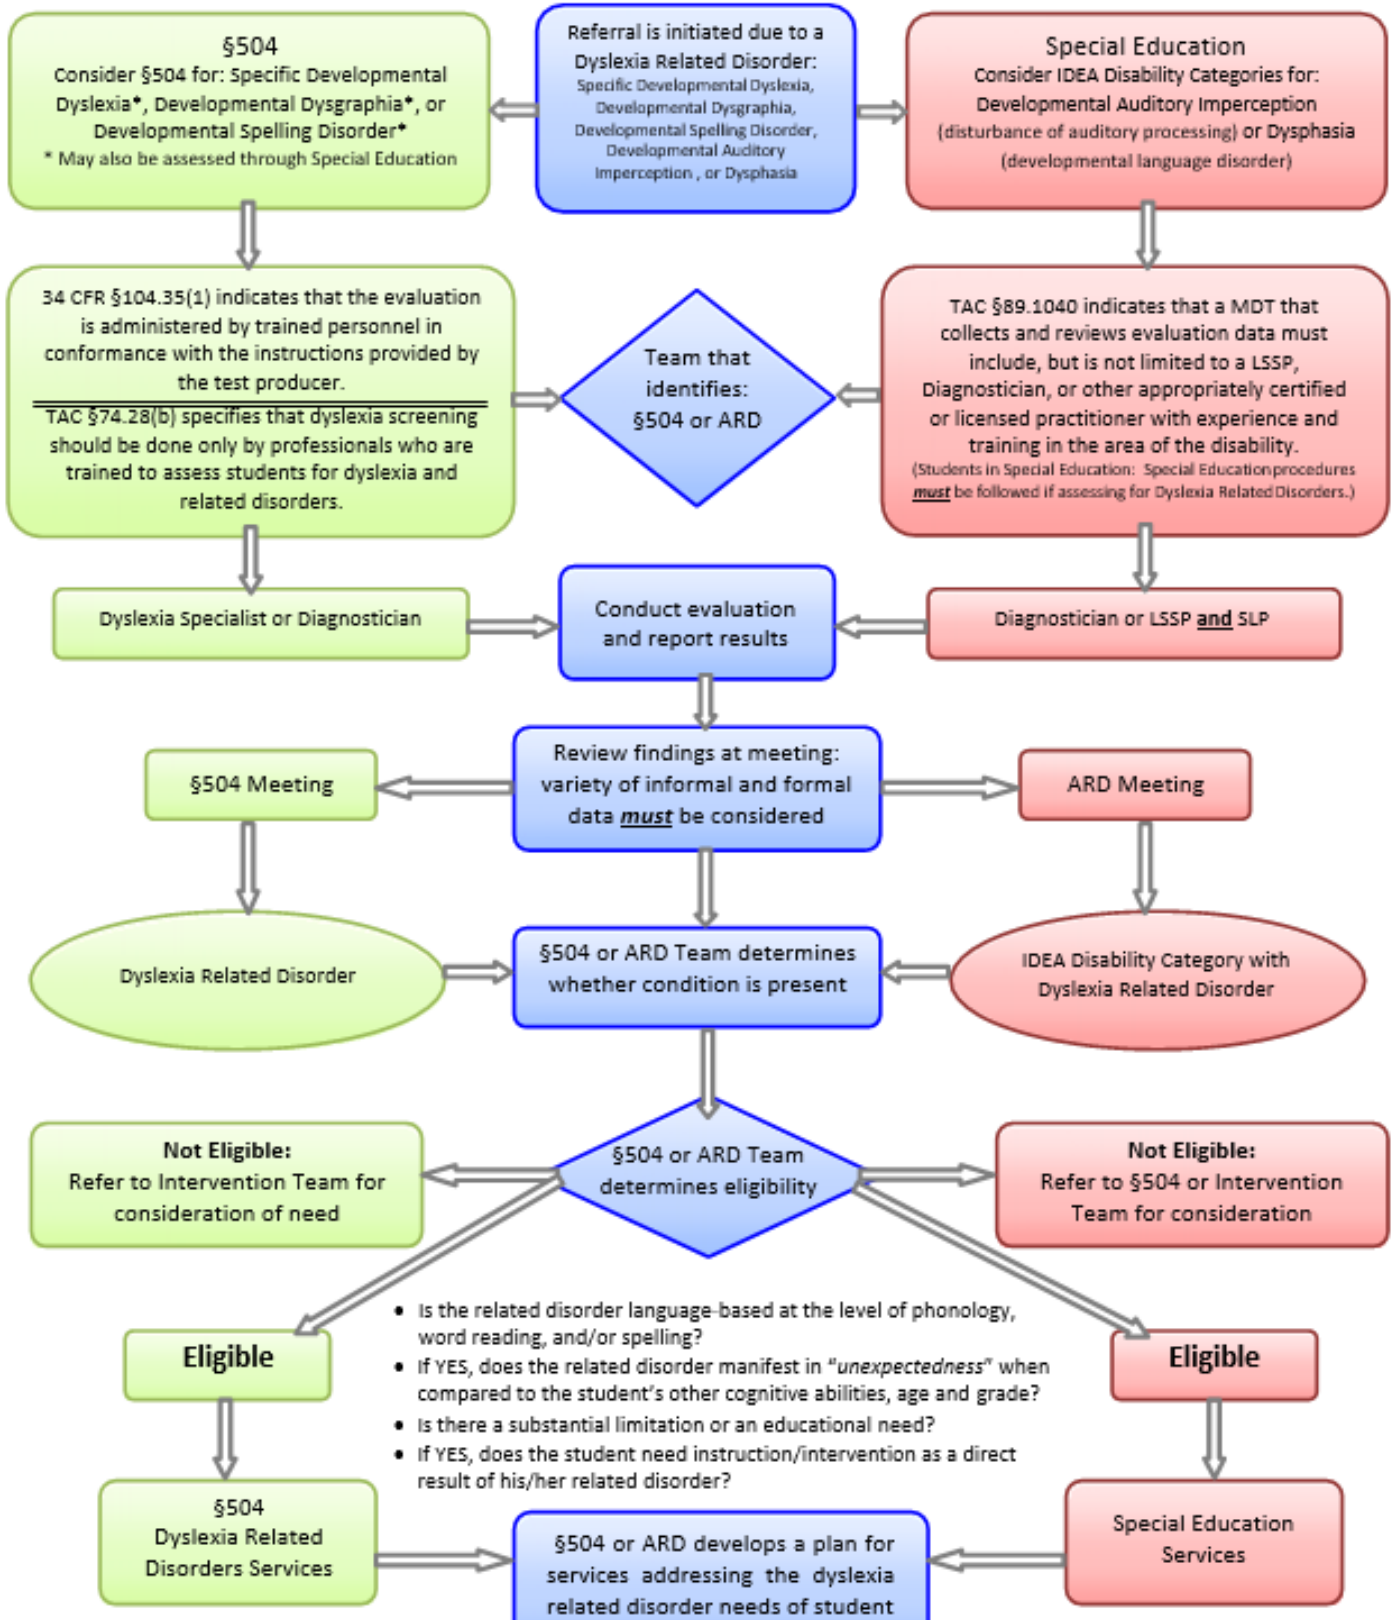 §504
Consider §504 for: Specific Developmental
Dyslexia*, Developmental Dysgraphia*, or
Developmental Spelling Disorder*
* May also be assessed through Special Education
Referral is initiated due to a
Dyslexia Related Disorder:
Specific Developmental Dyslexia,
Developmental Dysgraphia,
Developmental Spelling Disorder,
Developmental Auditory
Imperception , or Dysphasia
Special Education
Consider IDEA Disability Categories for:
Developmental Auditory Imperception
(disturbance of auditory processing) or Dysphasia
(developmental language disorder)
34 CFR §104.35(1) indicates that the evaluation
is administered by trained personnel in
conformance with the instructions provided by
the test producer.
TAC §74.28(b) specifies that dyslexia screening
should be done only by professionals who are
trained to assess students for dyslexia and
related disorders.
Team that
identifies:
§504 or ARD
TAC §89.1040 indicates that a MDT that
collects and reviews evaluation data must
include, but is not limited to a LSSP,
Diagnostician, or other appropriately certified
or licensed practitioner with experience and
training in the area of the disability.
(Students in Special Education: Special Education procedures
must be followed if assessing for Dyslexia Related Disorders.)
Dyslexia Specialist or Diagnostician
Conduct evaluation
and report results
Diagnostician or LSSP and SLP
§504 Meeting
Review findings at meeting:
variety of informal and formal
data must be considered
ARD Meeting
Dyslexia Related Disorder
§504 or ARD Team determines
whether condition is present
IDEA Disability Category with
Dyslexia Related Disorder
Not Eligible:
Refer to Intervention Team for
consideration of need
§504 or ARD Team
determines eligibility
Not Eligible:
Refer to §504 or Intervention
Team for consideration
Eligible
• Is the related disorder language-based at the level of phonology,
word reading, and/or spelling?
• If YES, does the related disorder manifest in "unexpectedness" when
compared to the student's other cognitive abilities, age and grade?
• Is there a substantial limitation or an educational need?
• If YES, does the student need instruction/intervention as a direct
result of his/her related disorder?
Eligible
§504
Dyslexia Related
Disorders Services
§504 or ARD develops a plan for
services addressing the dyslexia
related disorder needs of student
Special Education
Services